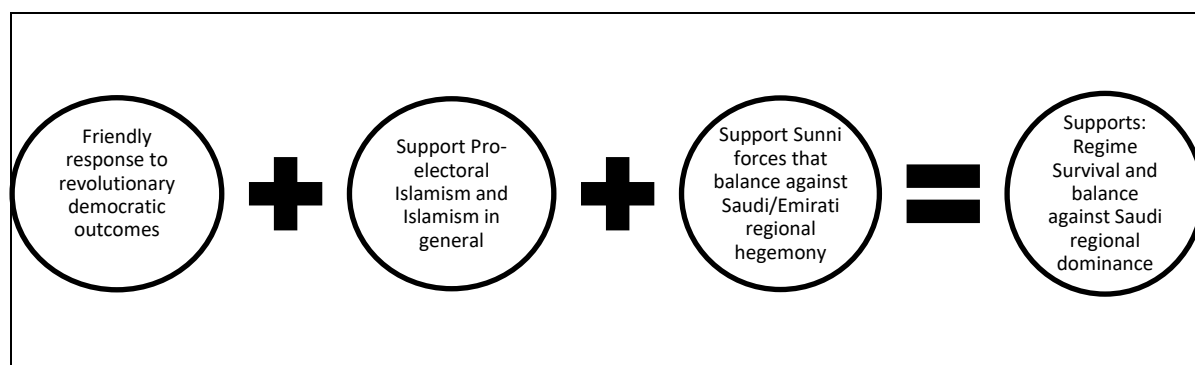 Friendly
response to
revolutionary
democratic
outcomes
Support Pro-
electoral
Islamism and
Islamism in
general
Support Sunni
forces that
balance against
Saudi/Emirati
regional
hegemony
Supports:
Regime
Survival and
balance
against Saudi
regional
dominance